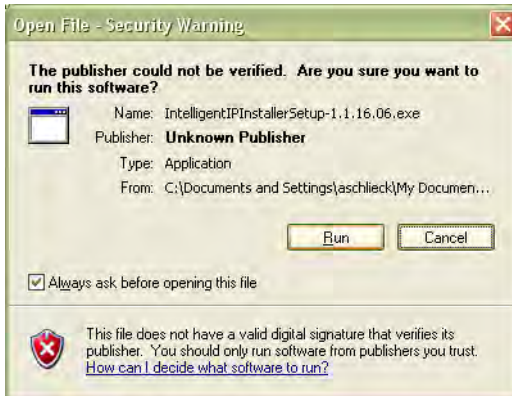 Open File - Security Warning
The publisher could not be verified. Are you sure you want to
run this software?
Name: IntelligentIPInstallerSetup-1.1.16.06.exe
Publisher: Unknown Publisher
Type: Application
From: C:\Documents and Settings\aschlieck\My Documen...
Run Cancel
Always ask before opening this file
This file does not have a valid digital signature that verifies its
publisher. You should only run software from publishers you trust.
How can I decide what software to run?